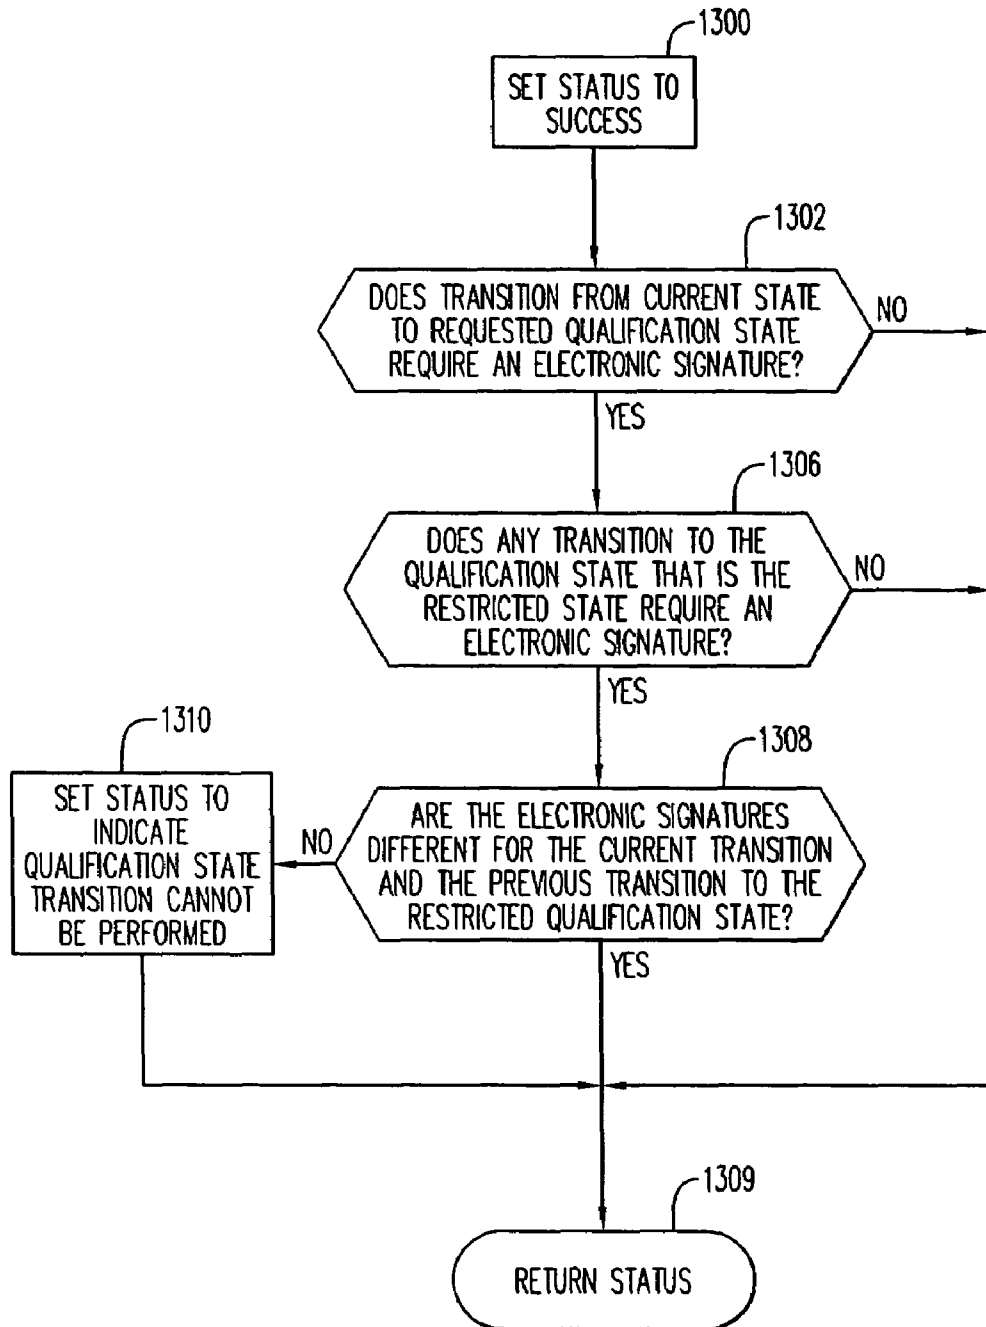 1300
SET STATUS TO
SUCCESS
1302
DOES TRANSITION FROM CURRENT STATE
TO REQUESTED QUALIFICATION STATE
REQUIRE AN ELECTRONIC SIGNATURE?
NO
YES
1306
DOES ANY TRANSITION TO THE
QUALIFICATION STATE THAT IS THE
RESTRICTED STATE REQUIRE AN
ELECTRONIC SIGNATURE?
NO
YES
1310
SET STATUS TO
INDICATE
QUALIFICATION STATE
TRANSITION CANNOT
BE PERFORMED
NO
1308
ARE THE ELECTRONIC SIGNATURES
DIFFERENT FOR THE CURRENT TRANSITION
AND THE PREVIOUS TRANSITION TO THE
RESTRICTED QUALIFICATION STATE?
YES
1309
RETURN STATUS